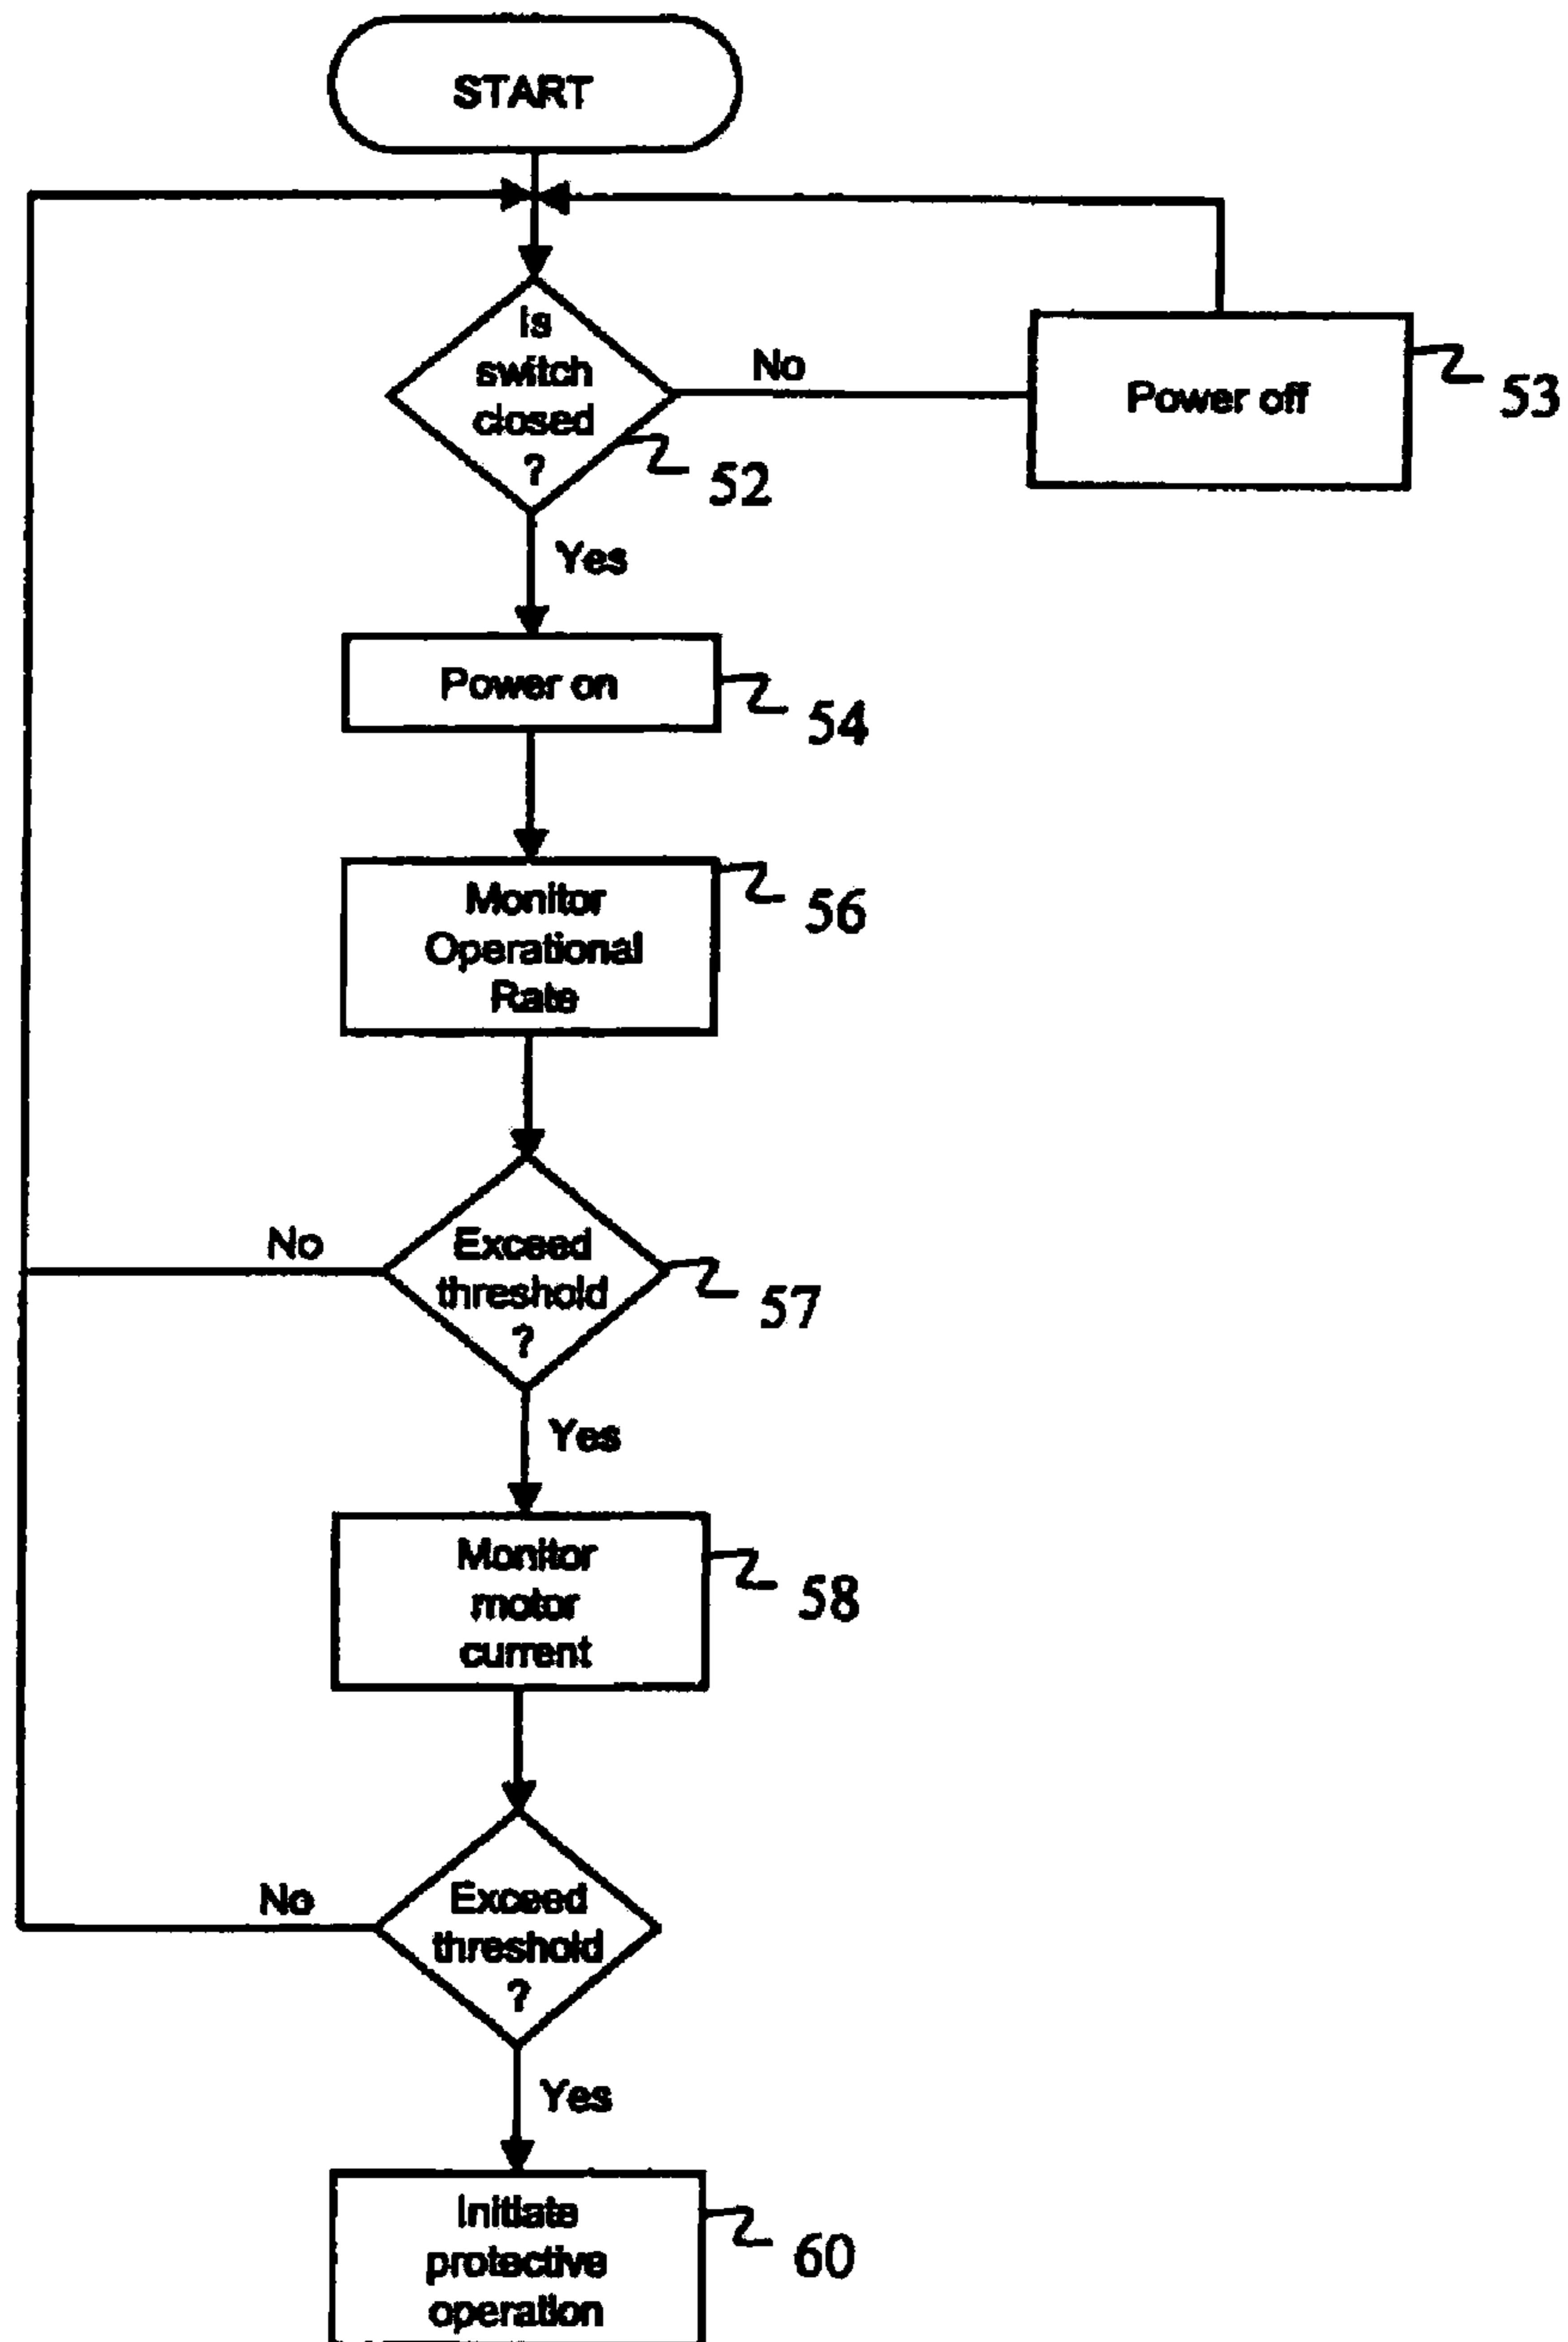 START
Is
switch
closed
?
No
Power off
53
52
Yes
Power on
54
Monitor
Operational
Rate
56
No
Exceed
threshold
?
57
Yes
Monitor
motor
current
58
No
Exceed
threshold
?
Yes
Initiate
protective
operation
60